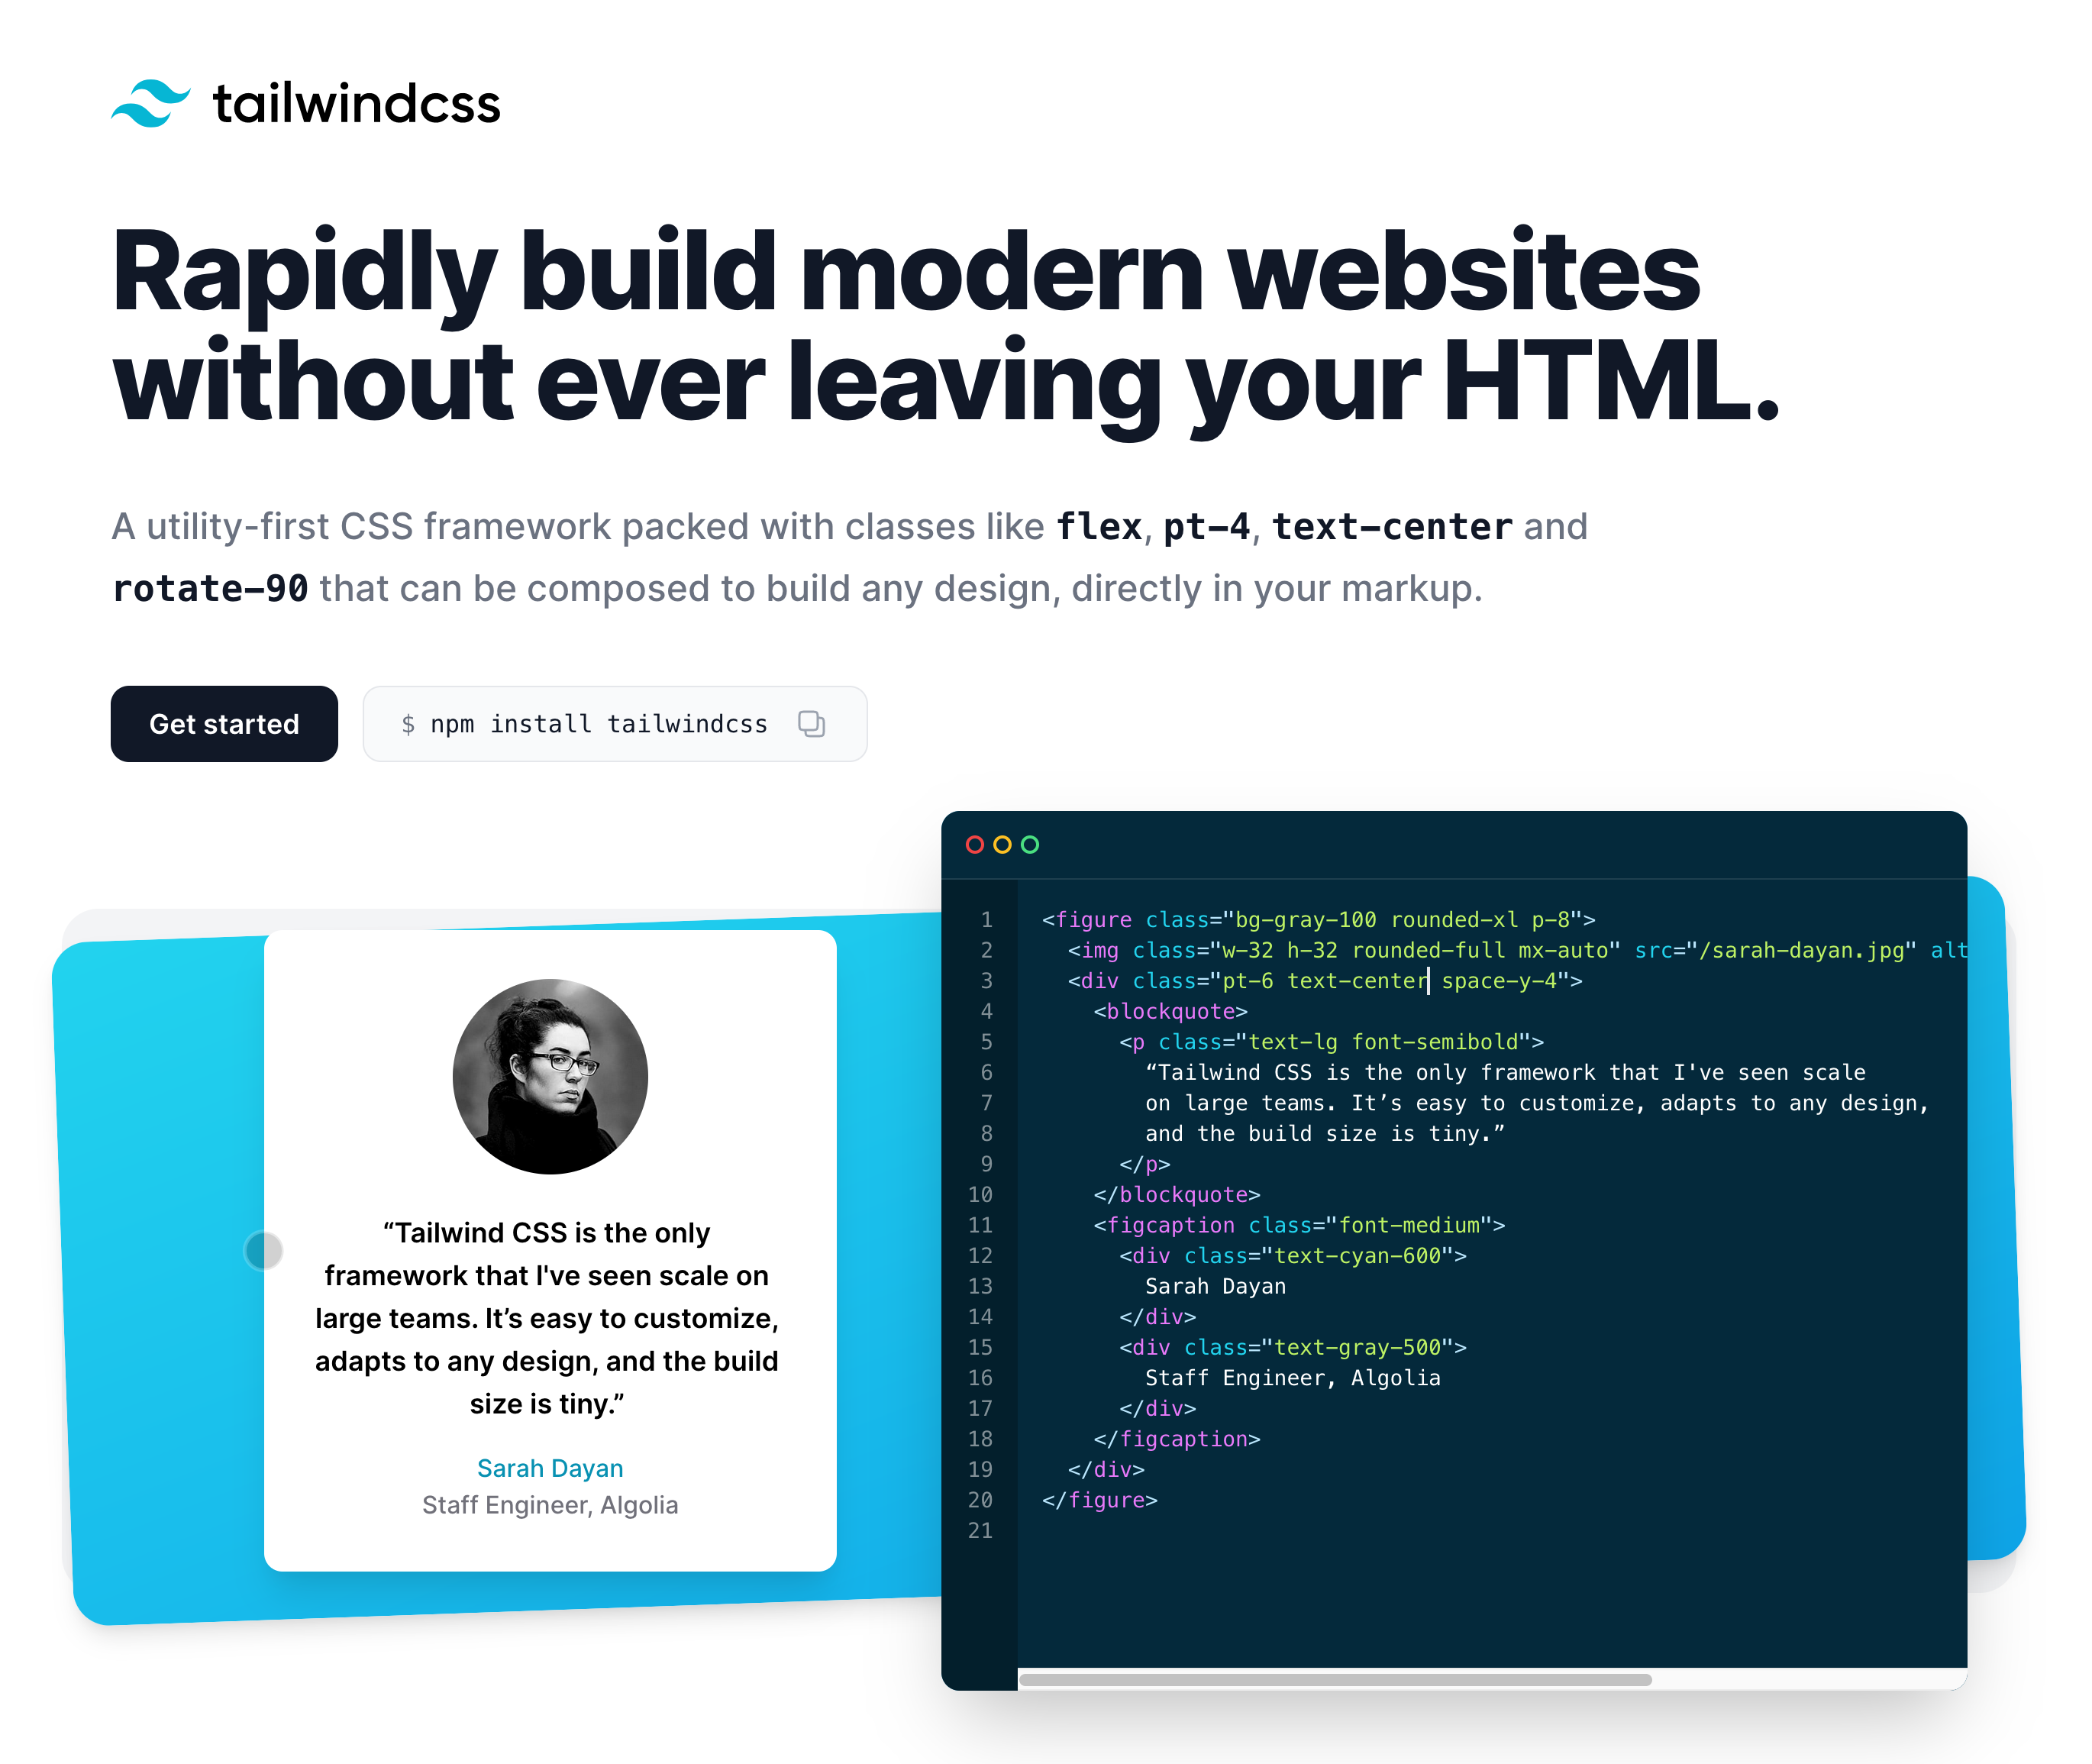 tailwindcss
Rapidly build modern websites
without ever leaving your HTML.
A utility-first CSS framework packed with classes like flex, pt-4, text-center and
rotate-90 that can be composed to build any design, directly in your markup.
Get started
$ npm install tailwindcss
“Tailwind CSS is the only
framework that I've seen scale on
large teams. It’s easy to customize,
adapts to any design, and the build
size is tiny.”
Sarah Dayan
Staff Engineer, Algolia
1 <figure class="bg-gray-100 rounded-xl p-8">
2 <img class="w-32 h-32 rounded-full mx-auto" src="/sarah-dayan.jpg" alt
3 <div class="pt-6 text-center space-y-4">
4 <blockquote>
5 <p class="text-lg font-semibold">
6 “Tailwind CSS is the only framework that I've seen scale
7 on large teams. It’s easy to customize, adapts to any design,
8 and the build size is tiny.”
9 </p>
10 </blockquote>
11 <figcaption class="font-medium">
12 <div class="text-cyan-600">
13 Sarah Dayan
14 </div>
15 <div class="text-gray-500">
16 Staff Engineer, Algolia
17 </div>
18 </figcaption>
19 </div>
20 </figure>
21